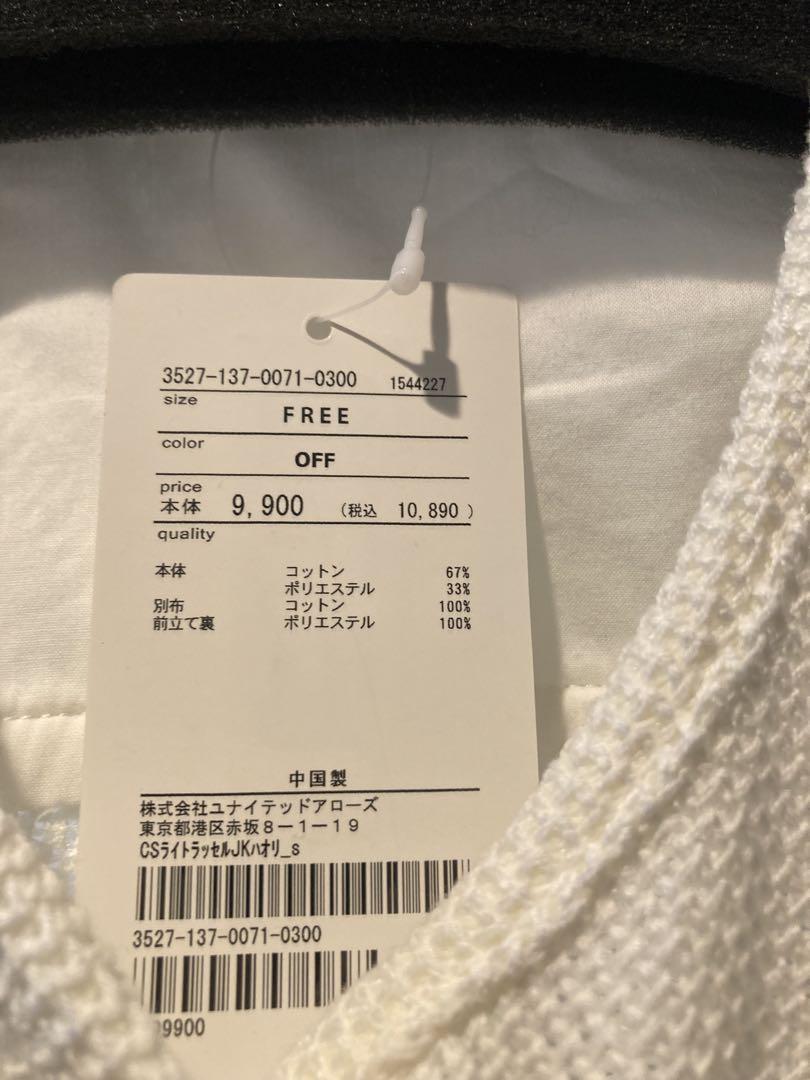 3527-137-0071-0300 1544227
size
FREE
color
OFF
price
本体 9,900 (税込 10,890 )
quality
本体 コットン 67%
ポリエステル 33%
別布 コットン 100%
前立て裏 ポリエステル 100%
中国製
株式会社ユナイテッドアローズ
東京都港区赤坂8-1-19
CSﾗｲﾄﾗｯｾﾙJKﾊｵﾘ_s
3527-137-0071-0300
9900